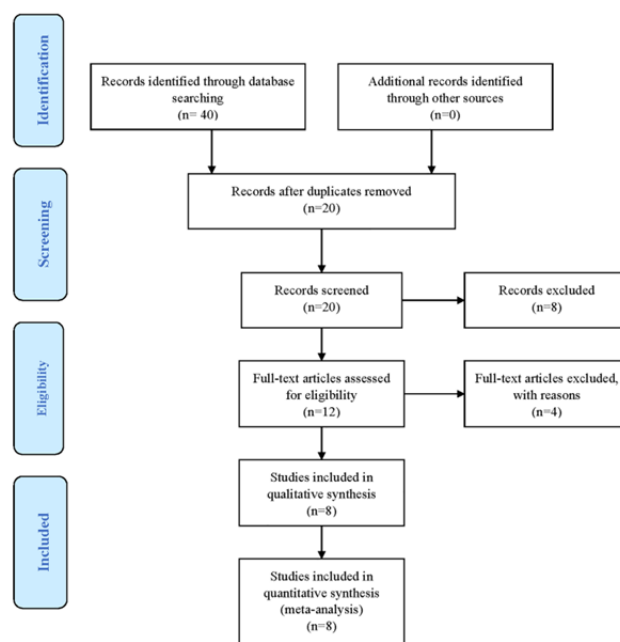 Identification
Records identified through database
searching
(n= 40)
Additional records identified
through other sources
(n=0)
Screening
Records after duplicates removed
(n=20)
Records screened
(n=20)
Records excluded
(n=8)
Eligibility
Full-text articles assessed
for eligibility
(n=12)
Full-text articles excluded,
with reasons
(n=4)
Studies included in
qualitative synthesis
(n=8)
Included
Studies included in
quantitative synthesis
(meta-analysis)
(n=8)